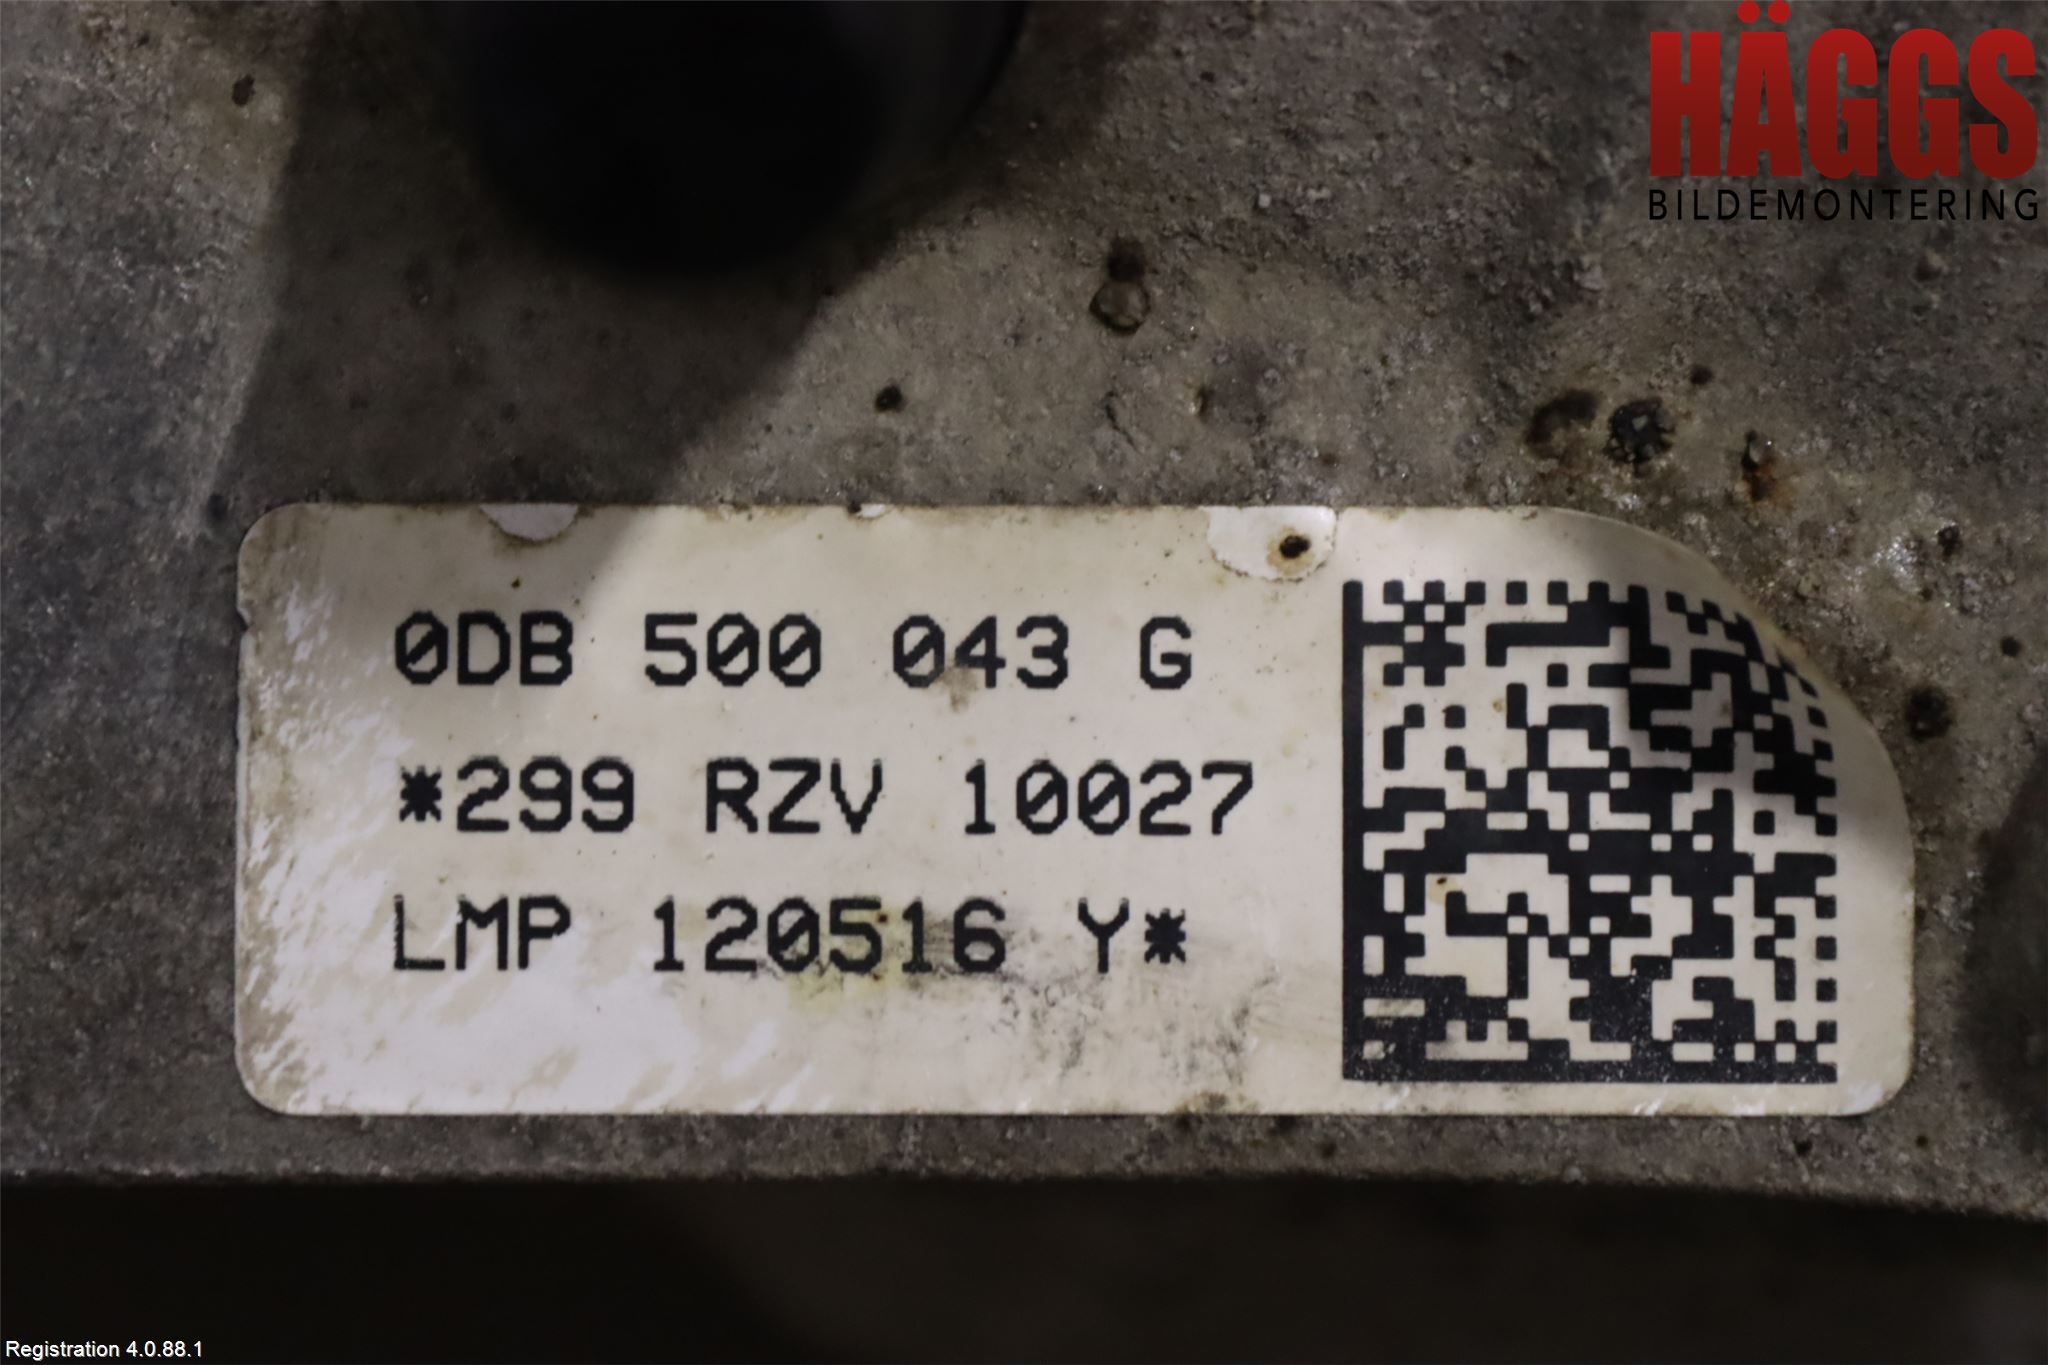 HÄGGS
BILDEMONTERING
0DB 500 043 G
*299 RZV 10027
LMP 120516 Y*
Registration 4.0.88.1